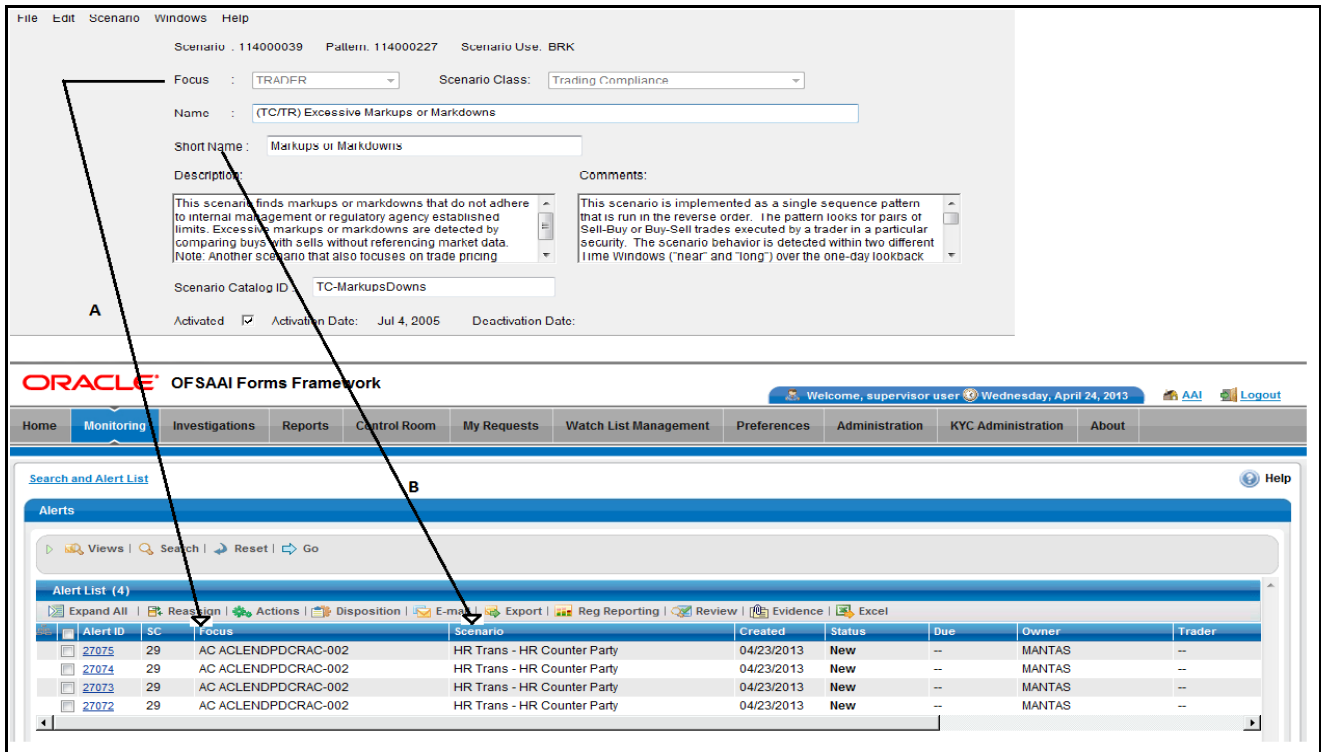 File Edit Scenario Windows Help
Scenario : 114000039 Pattern: 114000227 Scenario Use: BRK
Focus : TRADER Scenario Class: Trading Compliance
Name : (TC/TR) Excessive Markups or Markdowns
Short Name : Markups or Markdowns
Description: Comments:
This scenario finds markups or markdowns that do not adhere
to internal management or regulatory agency established
limits. Excessive markups or markdowns are detected by
comparing buys with sells without referencing market data.
Note: Another scenario that also focuses on trade pricing
This scenario is implemented as a single sequence pattern
that is run in the reverse order. The pattern looks for pairs of
Sell-Buy or Buy-Sell trades executed by a trader in a particular
security. The scenario behavior is detected within two different
Time Windows ("near" and "long") over the one-day lookback
Scenario Catalog ID : TC-MarkupsDowns
A
Activated Activation Date: Jul 4, 2005 Deactivation Date:
ORACLE OFSAAI Forms Framework
Welcome, supervisor user Wednesday, April 24, 2013 AAI Logout
Home Monitoring Investigations Reports Control Room My Requests Watch List Management Preferences Administration KYC Administration About
Search and Alert List Help
B
Alerts
Views | Search | Reset | Go
Alert List (4)
Expand All | Reassign | Actions | Disposition | E-mail | Export | Reg Reporting | Review | Evidence | Excel
Alert ID SC Focus Scenario Created Status Due Owner Trader
27075 29 AC ACLENDPDCRAC-002 HR Trans - HR Counter Party 04/23/2013 New -- MANTAS --
27074 29 AC ACLENDPDCRAC-002 HR Trans - HR Counter Party 04/23/2013 New -- MANTAS --
27073 29 AC ACLENDPDCRAC-002 HR Trans - HR Counter Party 04/23/2013 New -- MANTAS --
27072 29 AC ACLENDPDCRAC-002 HR Trans - HR Counter Party 04/23/2013 New -- MANTAS --